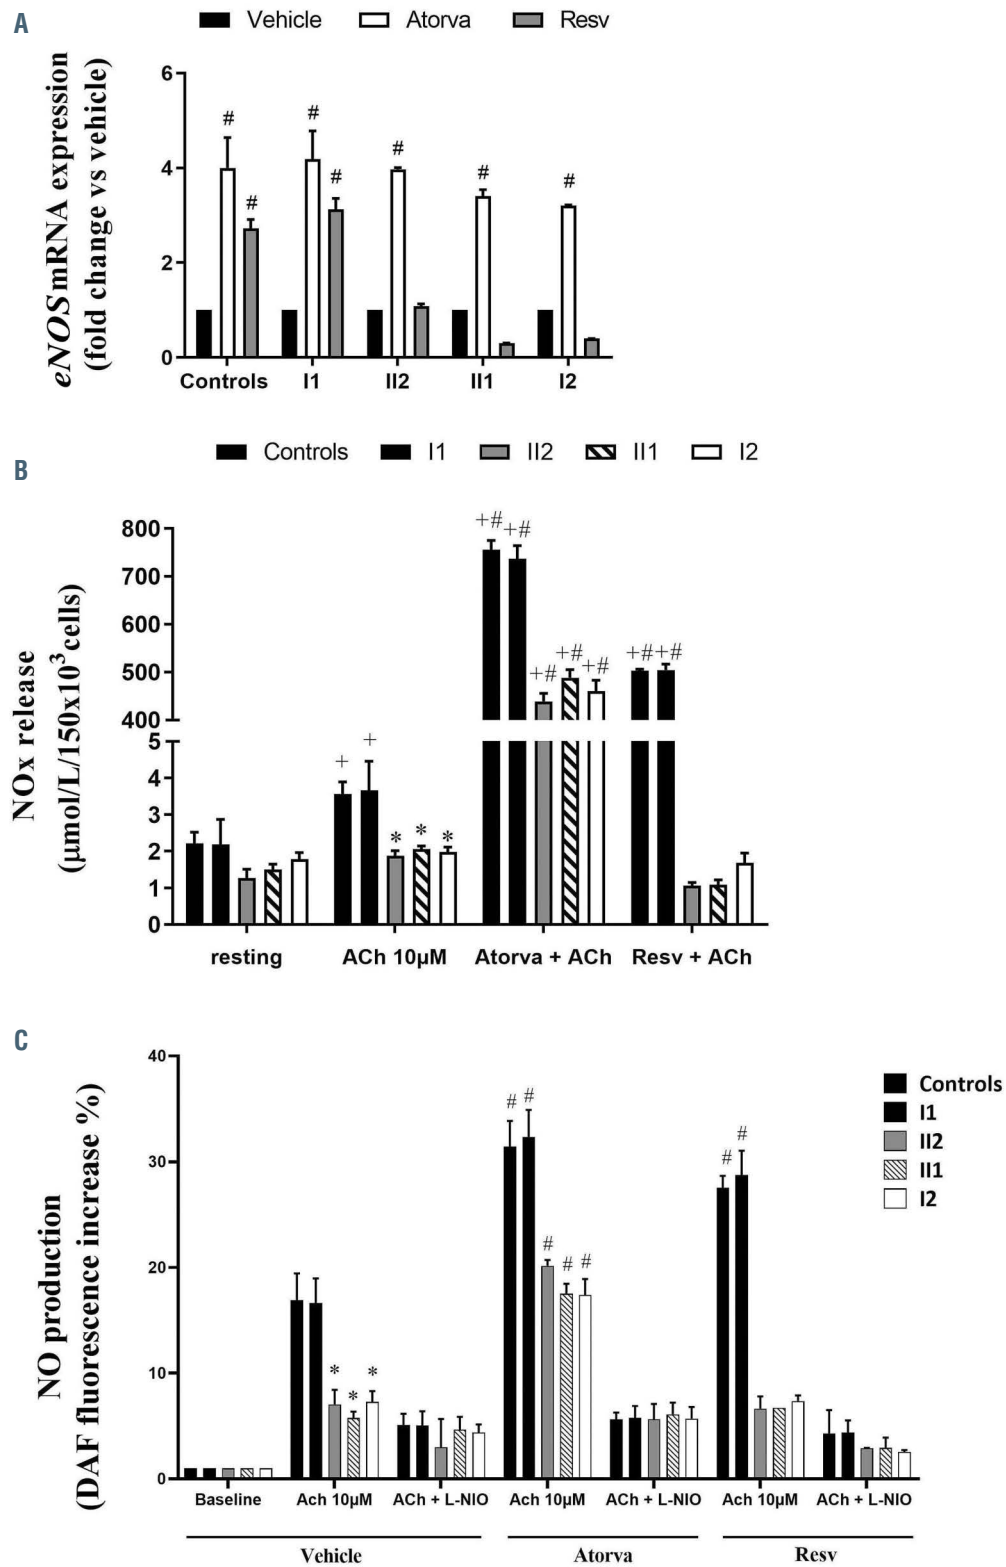 A
Vehicle Atorva Resv
eNOS mRNA expression
(fold change vs vehicle)
6
4
2
0
# # # # # # #
Controls I1 II2 II1 I2
B
Controls I1 II2 II1 I2
NOx release
(µmol/L/150x10³cells)
800
700
600
500
400
5
4
3
2
1
0
+ + * * * +# +# +# +# +# +# +#
resting ACh 10µM Atorva + ACh Resv + ACh
C
NO production
(DAF fluorescence increase %)
40
30
20
10
0
* * * # # # # # # #
Controls
I1
II2
II1
I2
Baseline Ach 10µM ACh + L-NIO Ach 10µM ACh + L-NIO Ach 10µM ACh + L-NIO
Vehicle Atorva Resv